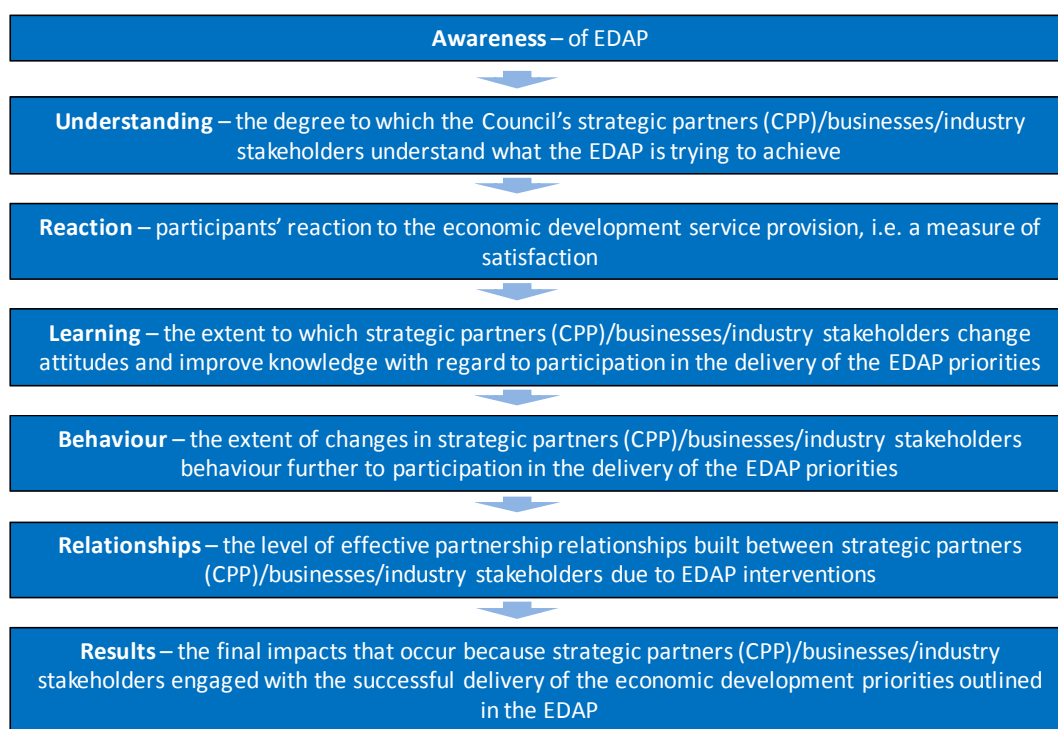 Awareness – of EDAP
Understanding – the degree to which the Council’s strategic partners (CPP)/businesses/industry
stakeholders understand what the EDAP is trying to achieve
Reaction – participants’ reaction to the economic development service provision, i.e. a measure of
satisfaction
Learning – the extent to which strategic partners (CPP)/businesses/industry stakeholders change
attitudes and improve knowledge with regard to participation in the delivery of the EDAP priorities
Behaviour – the extent of changes in strategic partners (CPP)/businesses/industry stakeholders
behaviour further to participation in the delivery of the EDAP priorities
Relationships – the level of effective partnership relationships built between strategic partners
(CPP)/businesses/industry stakeholders due to EDAP interventions
Results – the final impacts that occur because strategic partners (CPP)/businesses/industry
stakeholders engaged with the successful delivery of the economic development priorities outlined
in the EDAP